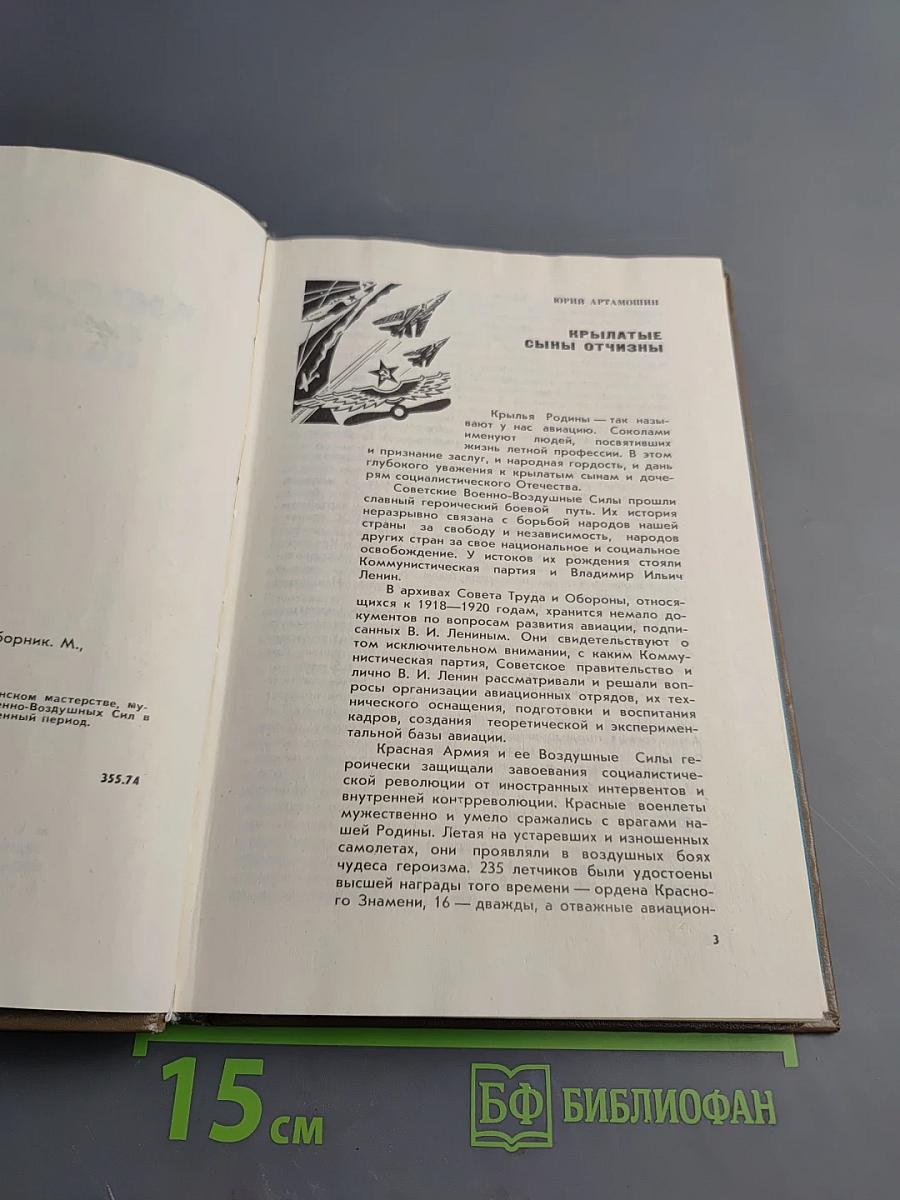 борник. М.,
нском мастерстве, му-
енно-Воздушных Сил в
енный период.
355.74
ЮРИЙ АРТАМОШИН
КРЫЛАТЫЕ
СЫНЫ ОТЧИЗНЫ
Крылья Родины — так назы-
вают у нас авиацию. Соколами
именуют людей, посвятивших
жизнь летной профессии. В этом
и признание заслуг, и народная гордость, и дань
глубокого уважения к крылатым сынам и доче-
рям социалистического Отечества.
Советские Военно-Воздушные Силы прошли
славный героический боевой путь. Их история
неразрывно связана с борьбой народов нашей
страны за свободу и независимость, народов
других стран за свое национальное и социальное
освобождение. У истоков их рождения стояли
Коммунистическая партия и Владимир Ильич
Ленин.
В архивах Совета Труда и Обороны, относя-
щихся к 1918—1920 годам, хранится немало до-
кументов по вопросам развития авиации, подпи-
санных В. И. Лениным. Они свидетельствуют о
том исключительном внимании, с каким Комму-
нистическая партия, Советское правительство и
лично В. И. Ленин рассматривали и решали воп-
росы организации авиационных отрядов, их тех-
нического оснащения, подготовки и воспитания
кадров, создания теоретической и эксперимен-
тальной базы авиации.
Красная Армия и ее Воздушные Силы ге-
роически защищали завоевания социалистиче-
ской революции от иностранных интервентов и
внутренней контрреволюции. Красные военлеты
мужественно и умело сражались с врагами на-
шей Родины. Летая на устаревших и изношенных
самолетах, они проявляли в воздушных боях
чудеса героизма. 235 летчиков были удостоены
высшей награды того времени — ордена Красно-
го Знамени, 16 — дважды, а отважные авиацион-
3
15 см
БФ БИБЛИОФАН